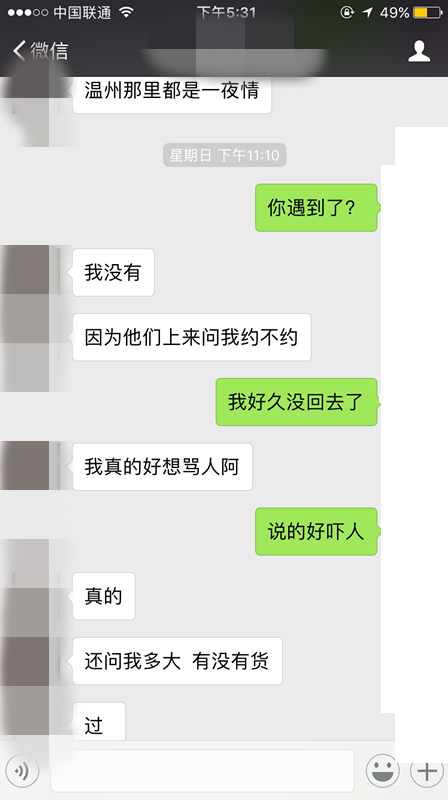 中国联通 下午5:31 49%
微信
温州那里都是一夜情
星期日 下午11:10
你遇到了？
我没有
因为他们上来问我约不约
我好久没回去了
我真的好想骂人阿
说的好吓人
真的
还问我多大 有没有货
过